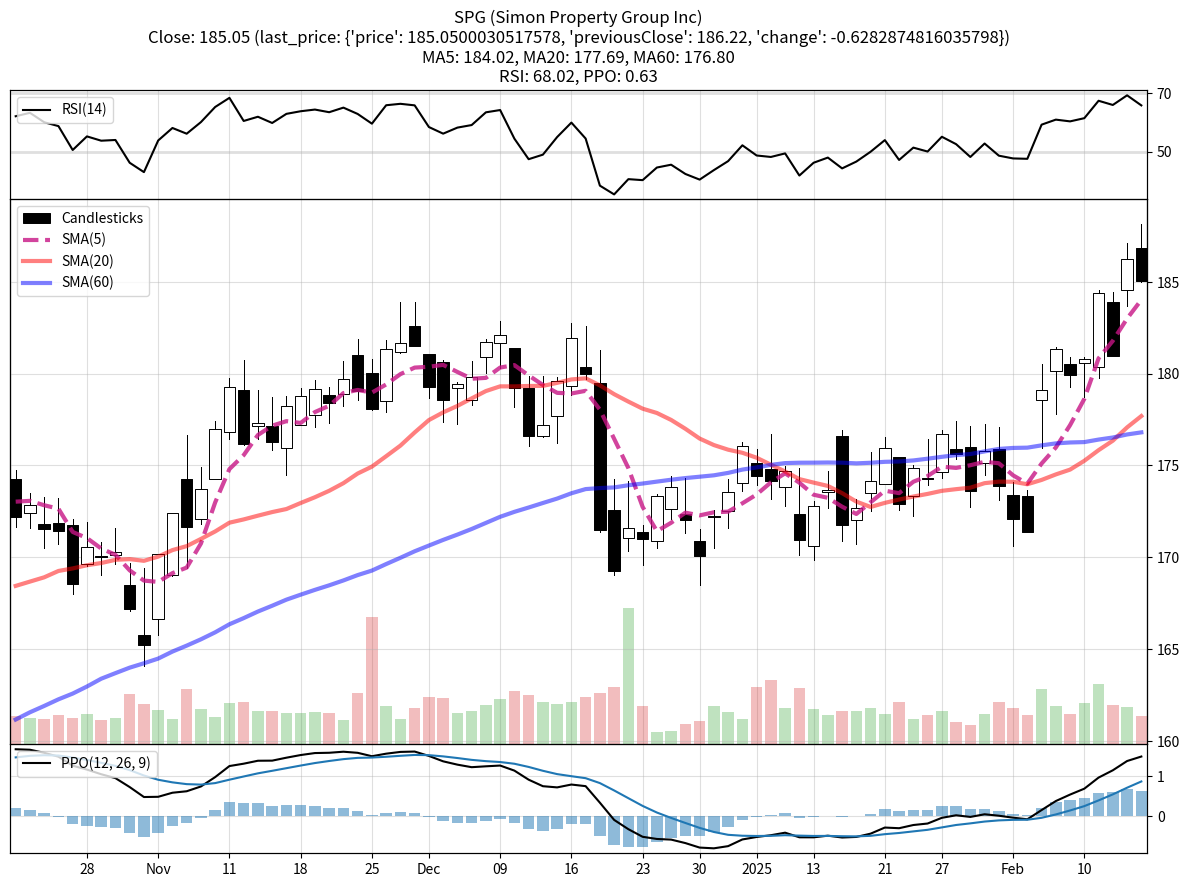 SPG (Simon Property Group Inc)
Close: 185.05 (last_price: {'price': 185.0500030517578, 'previousClose': 186.22, 'change': -0.6282874816035798})
MA5: 184.02, MA20: 177.69, MA60: 176.80
RSI: 68.02, PPO: 0.63
RSI(14)
70
50
Candlesticks
SMA(5)
SMA(20)
SMA(60)
185
180
175
170
165
160
PPO(12, 26, 9)
1
0
28 Nov 11 18 25 Dec 09 16 23 30 2025 13 21 27 Feb 10